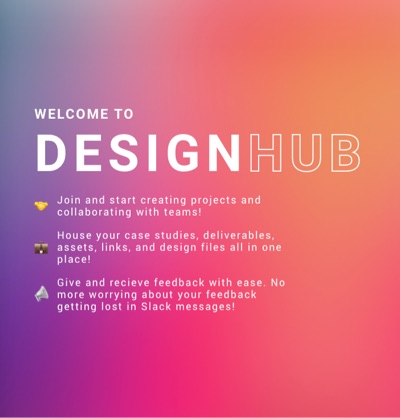 WELCOME TO
DESIGNHUB
Join and start creating projects and
collaborating with teams!
House your case studies, deliverables,
assets, links, and design files all in one
place!
Give and recieve feedback with ease. No
more worrying about your feedback
getting lost in Slack messages!